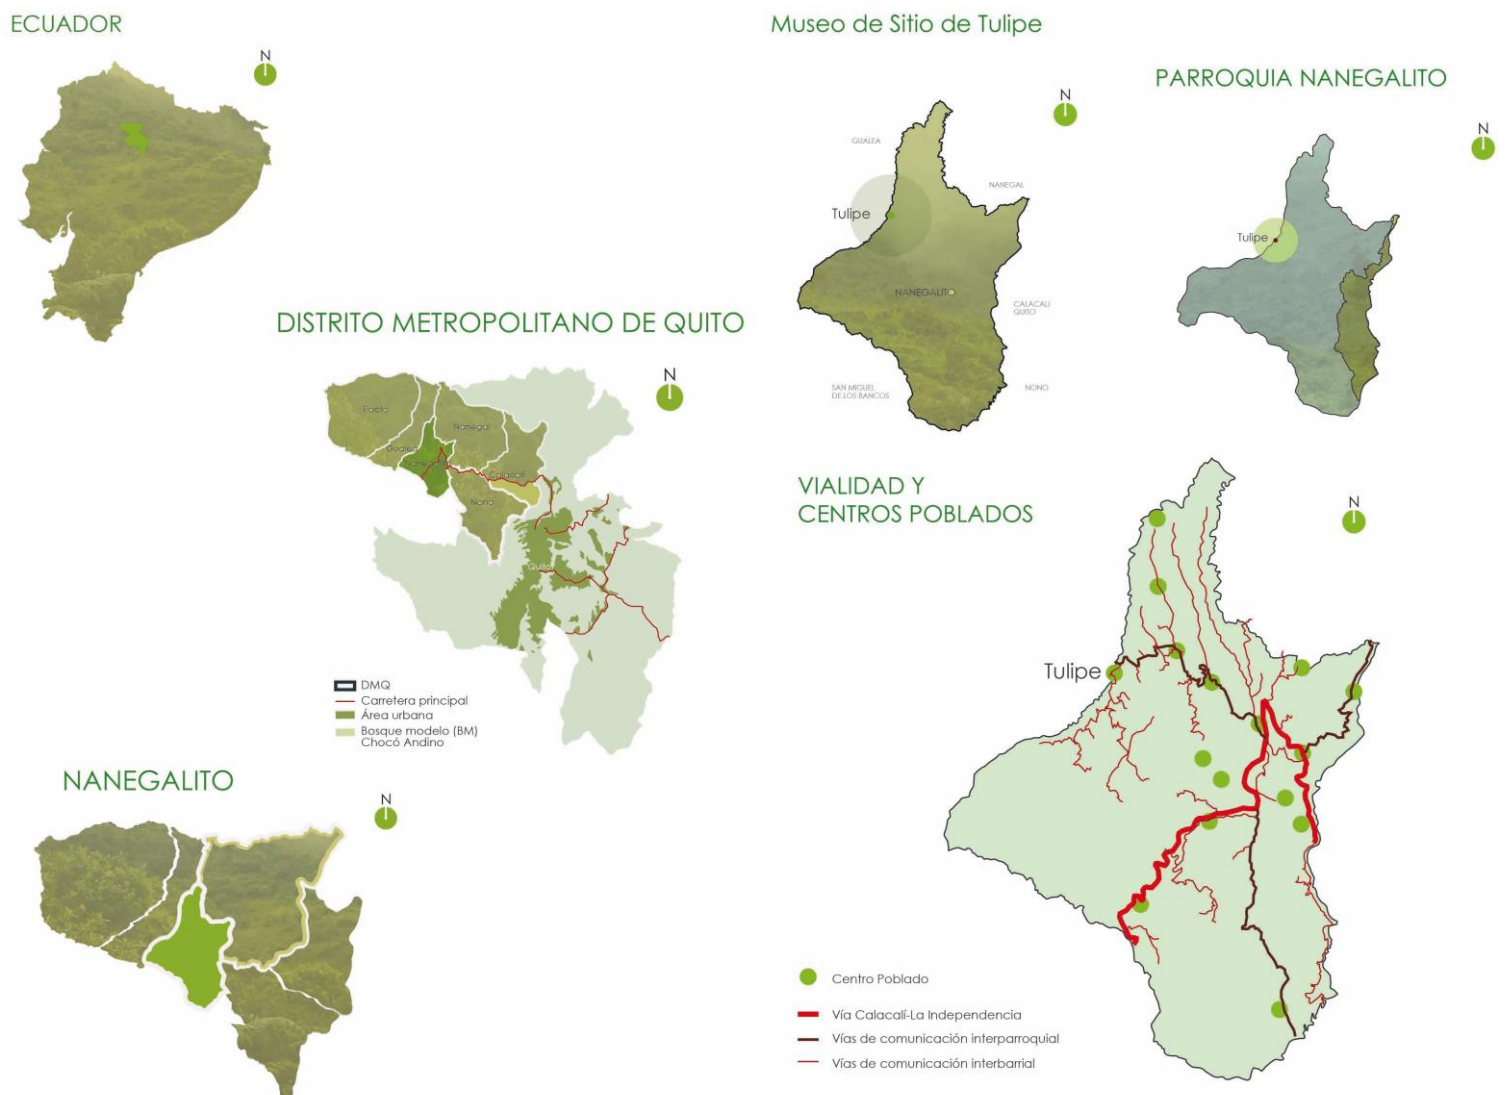 ECUADOR
N
DISTRITO METROPOLITANO DE QUITO
N
Pacto
Nanegal
Gualea
Calacalí
Nono
Quito
DMQ
Carretera principal
Área urbana
Bosque modelo (BM)
Chocó Andino
NANEGALITO
N
Museo de Sitio de Tulipe
N
GUALEA
NANEGAL
Tulipe
NANEGALITO
CALACALI
QUITO
SAN MIGUEL
DE LOS BANCOS
NONO
PARROQUIA NANEGALITO
N
Tulipe
VIALIDAD Y
CENTROS POBLADOS
N
Tulipe
Centro Poblado
Vía Calacalí-La Independencia
Vías de comunicación interparroquial
Vías de comunicación interbarrial